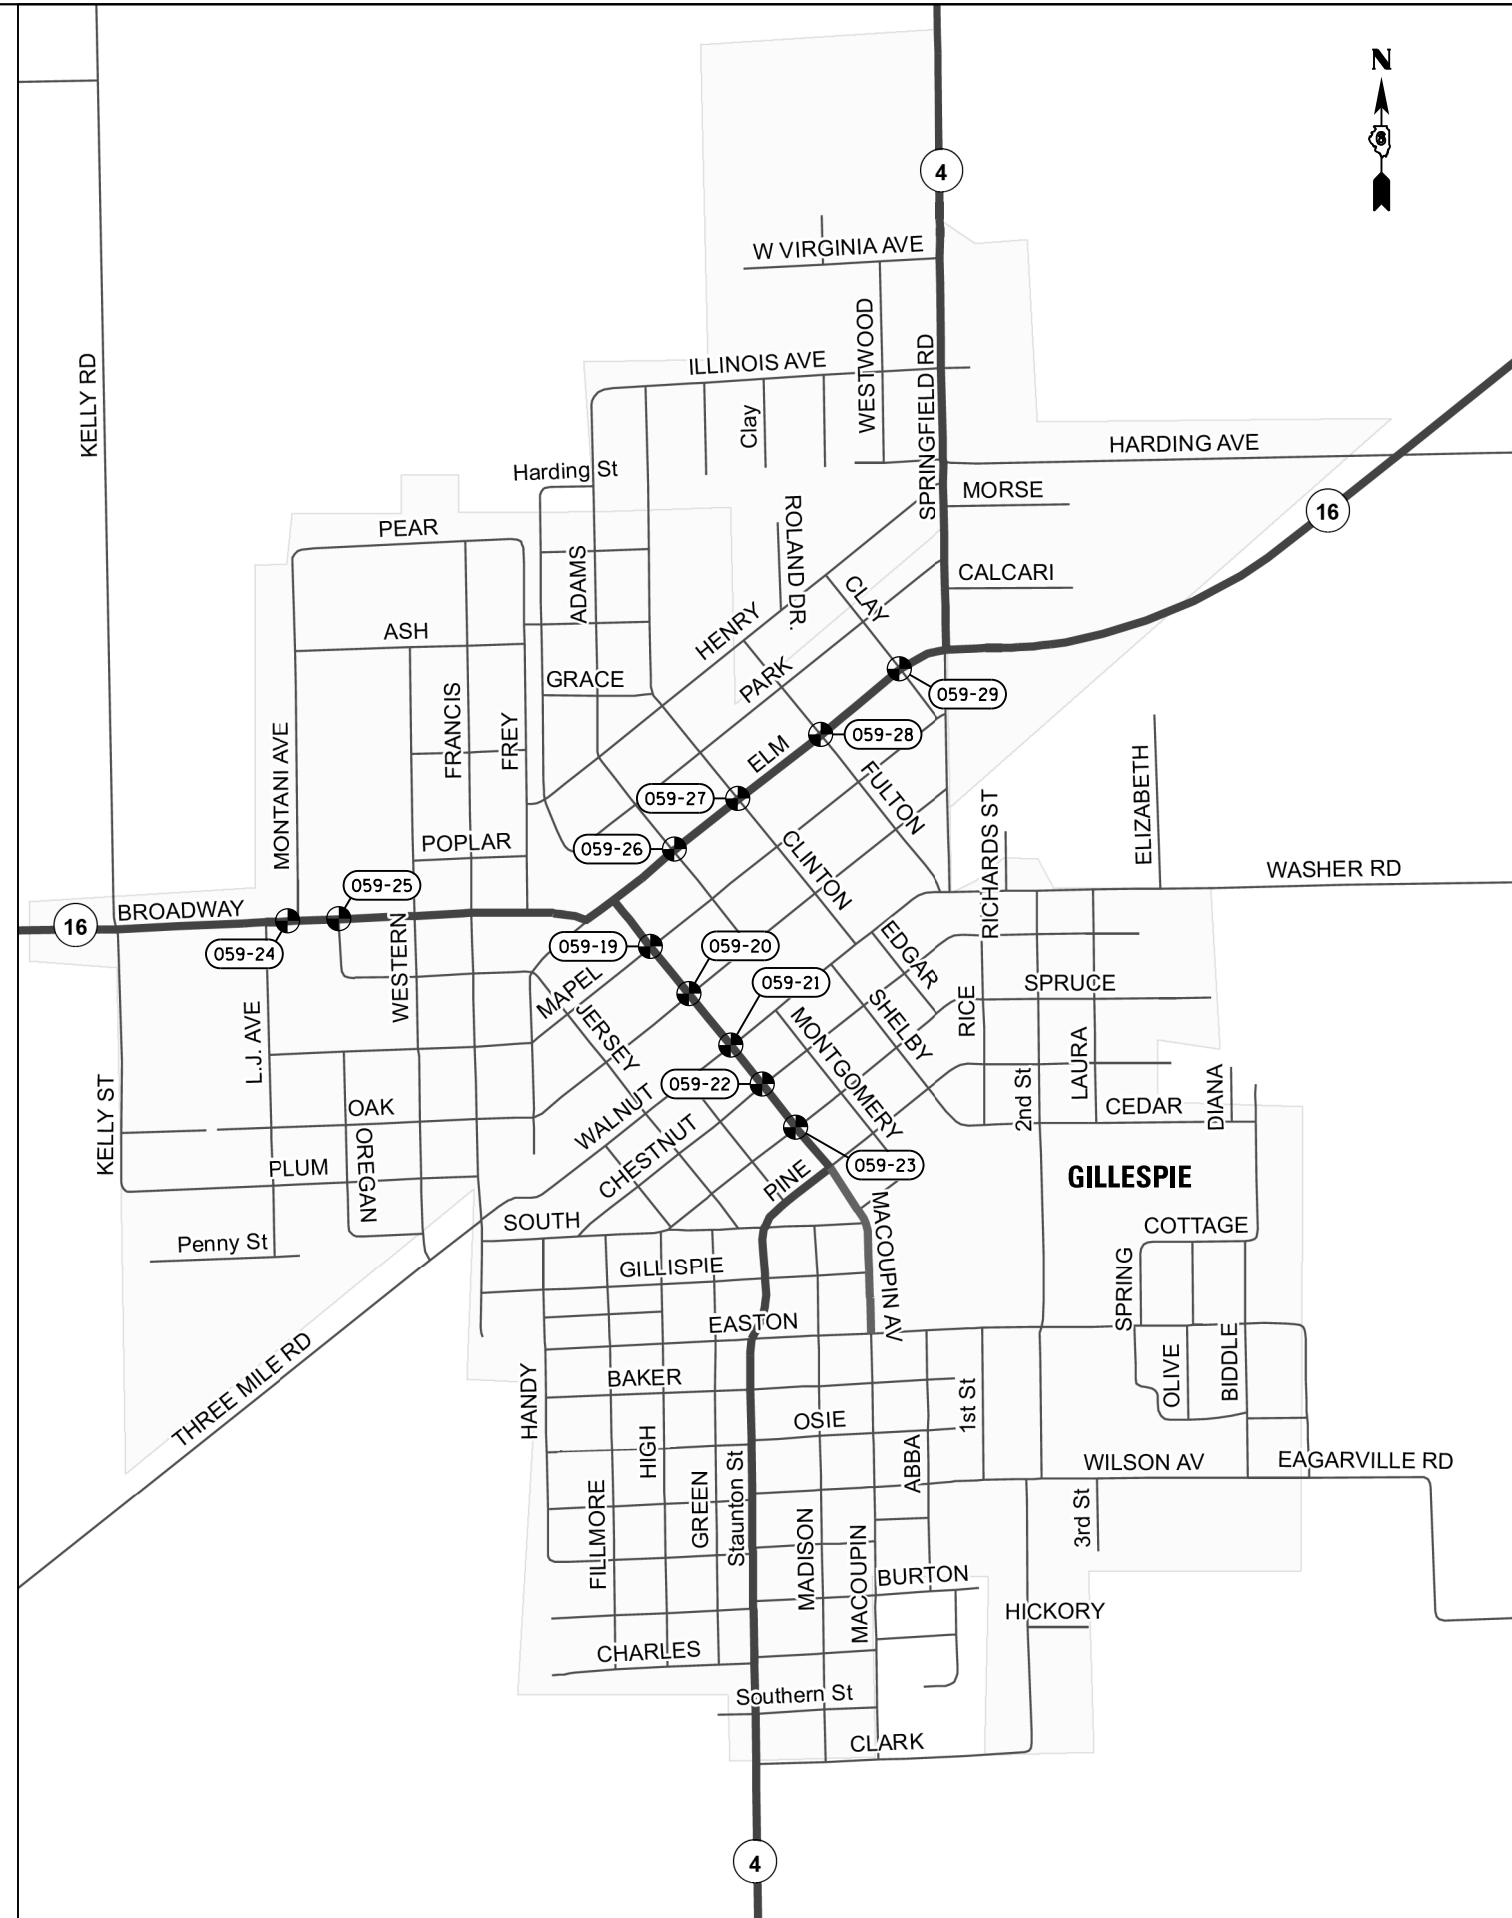 N
6
4
W VIRGINIA AVE
WESTWOOD
SPRINGFIELD RD
ILLINOIS AVE
KELLY RD
Clay
HARDING AVE
Harding St
MORSE
16
ROLAND DR.
PEAR
ADAMS
CALCARI
CLAY
ASH
HENRY
PARK
GRACE
059-29
FRANCIS
FREY
MONTANI AVE
ELM
059-28
059-27
FULTON
ELIZABETH
RICHARDS ST
POPLAR
059-26
CLINTON
WASHER RD
059-25
BROADWAY
16
059-24
WESTERN
059-19
059-20
EDGAR
MAPEL
059-21
SPRUCE
RICE
SHELBY
JERSEY
L.J. AVE
MONTGOMERY
LAURA
059-22
2nd St
DIANA
KELLY ST
OAK
WALNUT
CEDAR
OREGAN
CHESTNUT
059-23
PLUM
PINE
GILLESPIE
MACOUPIN AV
SOUTH
COTTAGE
Penny St
GILLISPIE
SPRING
EASTON
THREE MILE RD
HANDY
BAKER
OLIVE
BIDDLE
1st St
OSIE
HIGH
ABBA
WILSON AV
EAGARVILLE RD
GREEN
Staunton St
FILLMORE
3rd St
MADISON
MACOUPIN
BURTON
HICKORY
CHARLES
Southern St
CLARK
4